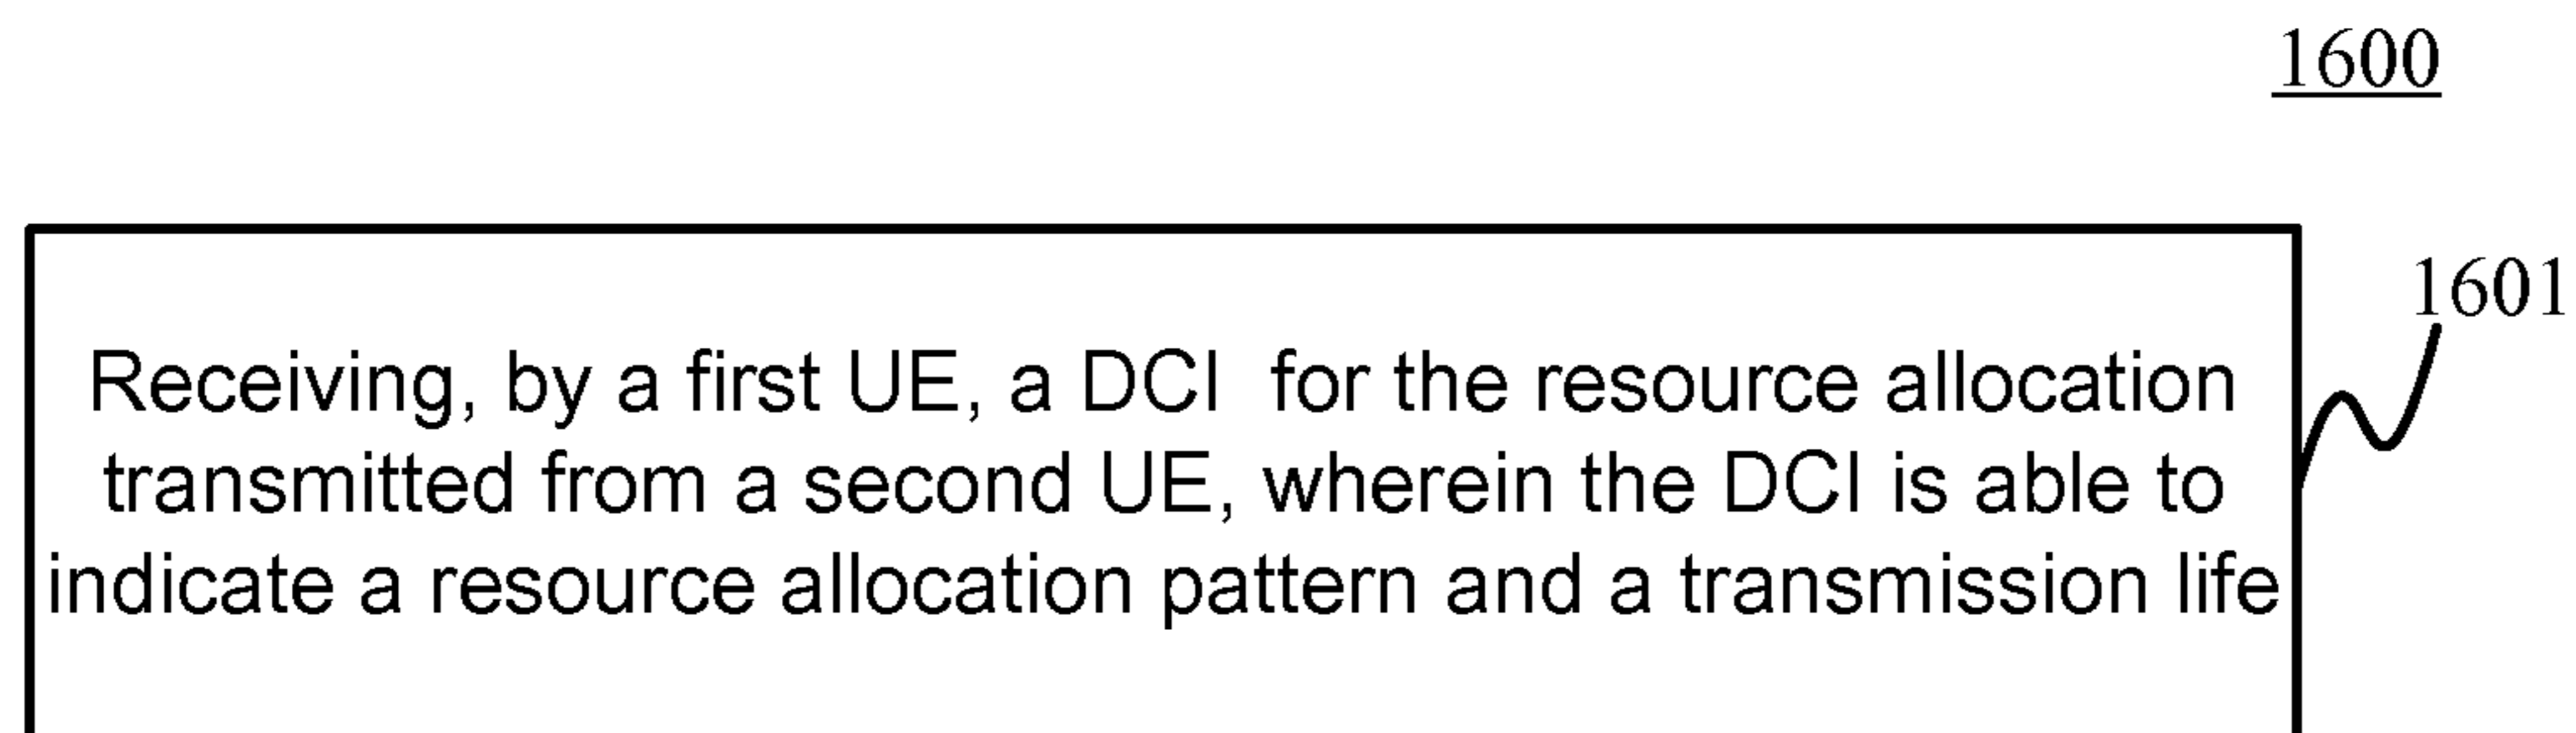 1600
1601
Receiving, by a first UE, a DCI for the resource allocation
transmitted from a second UE, wherein the DCI is able to
indicate a resource allocation pattern and a transmission life